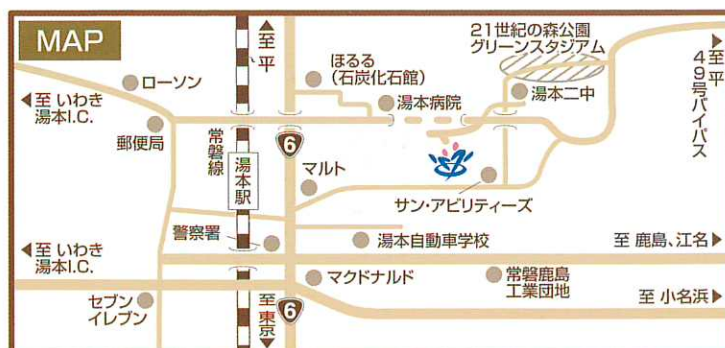 MAP
▲至 平
21世紀の森公園
グリーンスタジアム
至 平
49号バイパス
ほるる
(石炭化石館)
ローソン
湯本病院
湯本二中
◀至 いわき
湯本I.C.
郵便局
常磐線
6
湯本駅
マルト
サン・アビリティーズ
警察署
湯本自動車学校
至 鹿島、江名▶
◀至 いわき
湯本I.C.
マクドナルド
常磐鹿島
工業団地
セブン
イレブン
至 東京▼
6
至 小名浜▶